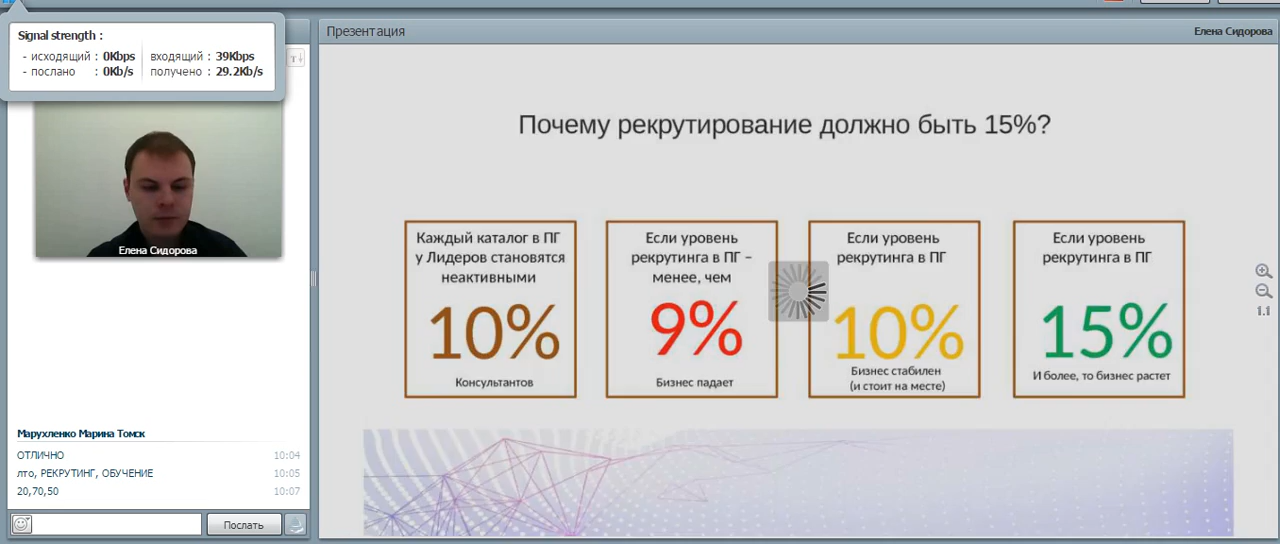 Signal strength :
- исходящий : 0Kbps входящий : 39Kbps
- послано : 0Kb/s получено : 29.2Kb/s
Елена Сидорова
Марухленко Марина Томск
ОТЛИЧНО 10:04
лто, РЕКРУТИНГ, ОБУЧЕНИЕ 10:05
20,70,50 10:07
Послать
Презентация
Елена Сидорова
Почему рекрутирование должно быть 15%?
Каждый каталог в ПГ
у Лидеров становятся
неактивными
10%
Консультантов
Если уровень
рекрутинга в ПГ –
менее, чем
9%
Бизнес падает
Если уровень
рекрутинга в ПГ
10%
Бизнес стабилен
(и стоит на месте)
Если уровень
рекрутинга в ПГ
15%
И более, то бизнес растет
1:1